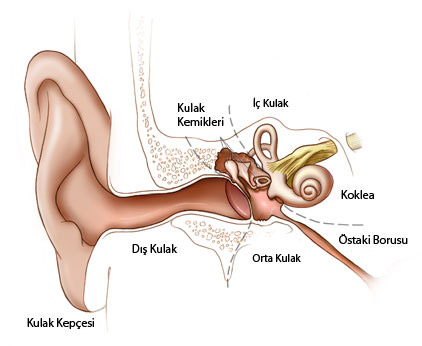 Kulak
Kemikleri
İç Kulak
Koklea
Östaki Borusu
Dış Kulak
Orta Kulak
Kulak Kepçesi